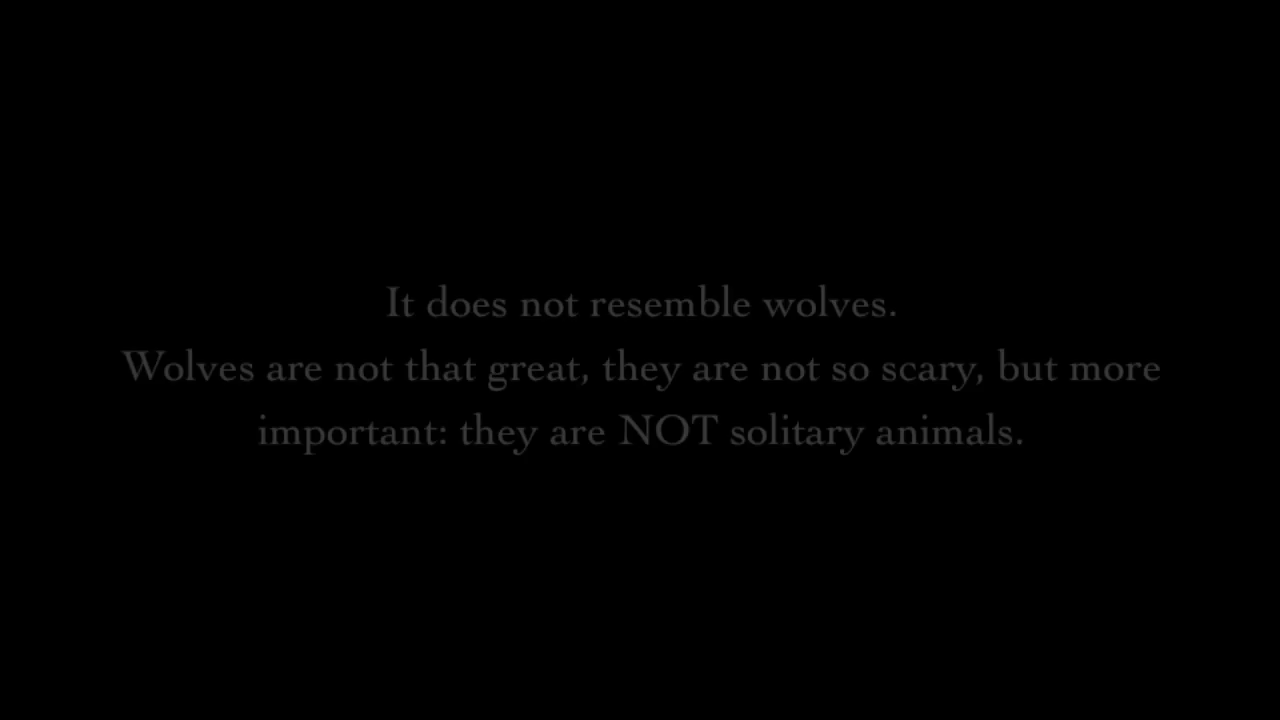 It does not resemble wolves.
Wolves are not that great, they are not so scary, but more
important: they are NOT solitary animals.